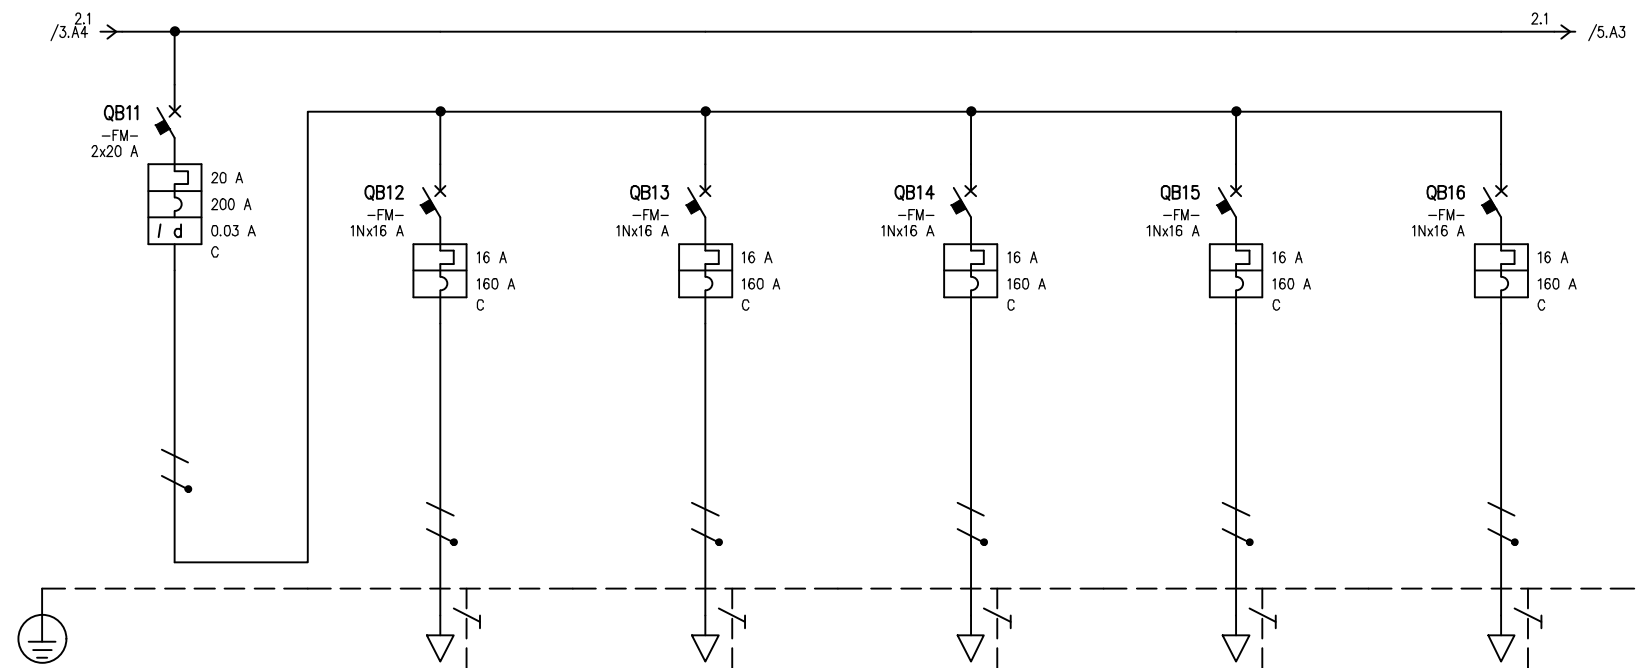 2.1
/3.A4
2.1
/5.A3
QB11
-FM-
2x20 A
20 A
200 A
I d
0.03 A
C
QB12
-FM-
1Nx16 A
16 A
160 A
C
QB13
-FM-
1Nx16 A
16 A
160 A
C
QB14
-FM-
1Nx16 A
16 A
160 A
C
QB15
-FM-
1Nx16 A
16 A
160 A
C
QB16
-FM-
1Nx16 A
16 A
160 A
C